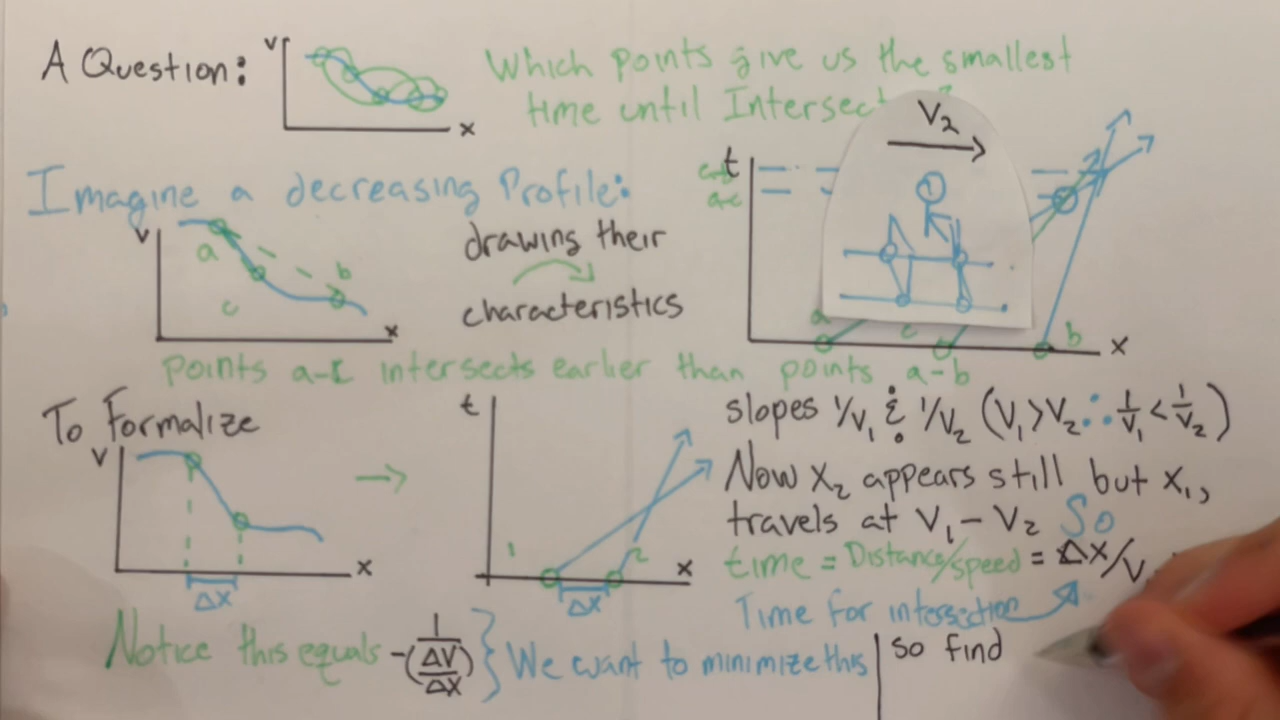 A Question:
v
x
Which points give us the smallest
time until Intersect
V₂
Imagine a decreasing Profile:
v
a
b
c
x
drawing their
characteristics
t
a-b
a-c
a
c
b
x
points a-c intersects earlier than points a-b
To Formalize
v
x
Δx
t
1
2
x
Δx
slopes 1/V₁ & 1/V₂ (V₁>V₂ ∴ 1/V₁ < 1/V₂)
Now x₂ appears still but x₁,
travels at V₁ - V₂ So
time = Distance/speed = Δx/V
Time for intersection
Notice this equals -(1/(ΔV/ΔX)) } We want to minimize this
so find